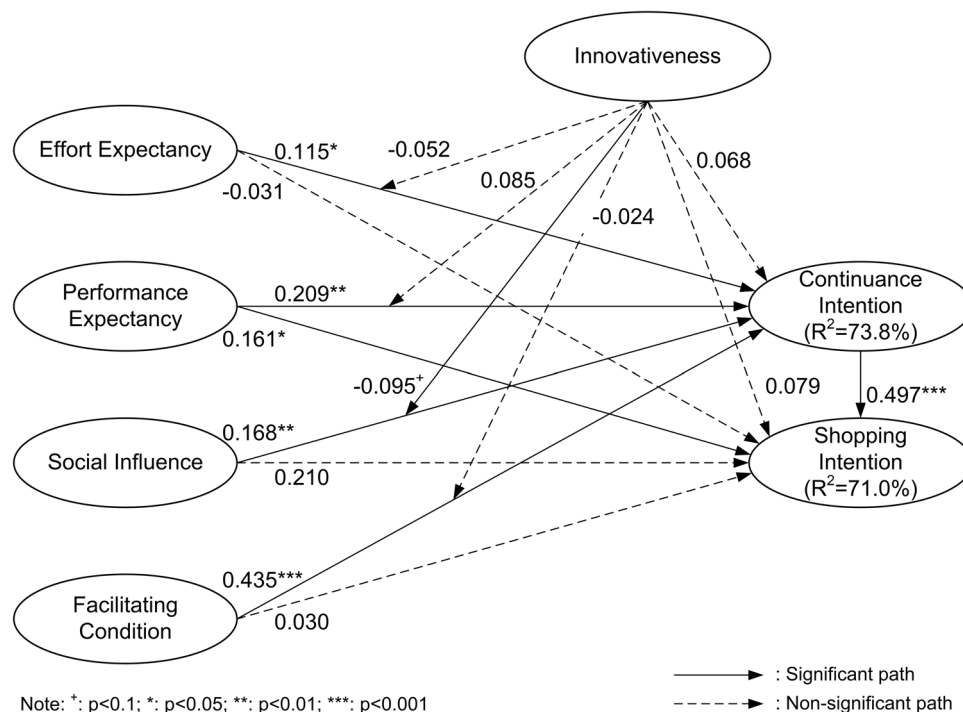 Innovativeness
Effort Expectancy
0.115*
-0.052
-0.031
0.085
0.068
-0.024
Performance
Expectancy
0.209**
0.161*
Continuance
Intention
(R²=73.8%)
-0.095⁺
0.079
0.497***
Social Influence
0.168**
0.210
Shopping
Intention
(R²=71.0%)
Facilitating
Condition
0.435***
0.030
: Significant path
Note: ⁺: p<0.1; *: p<0.05; **: p<0.01; ***: p<0.001
: Non-significant path